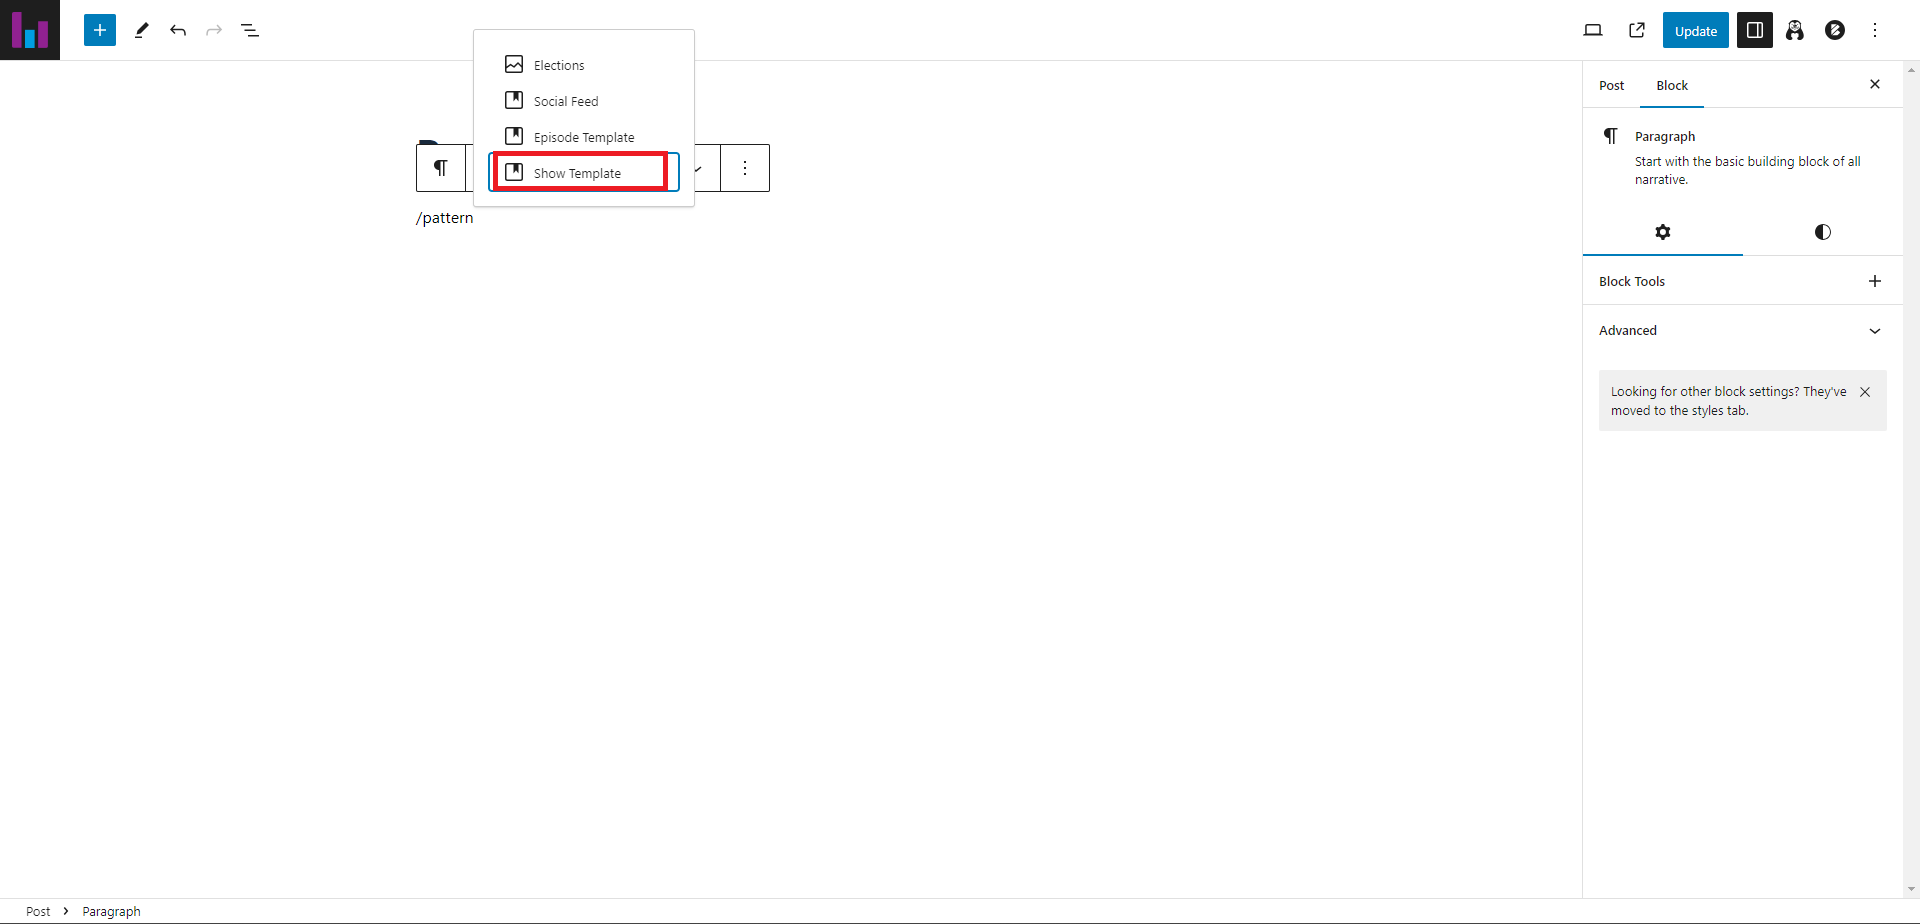 Update
Elections
Social Feed
Episode Template
Show Template
/pattern
Post
Block
Paragraph
Start with the basic building block of all
narrative.
Block Tools
Advanced
Looking for other block settings? They've
moved to the styles tab.
Post
Paragraph